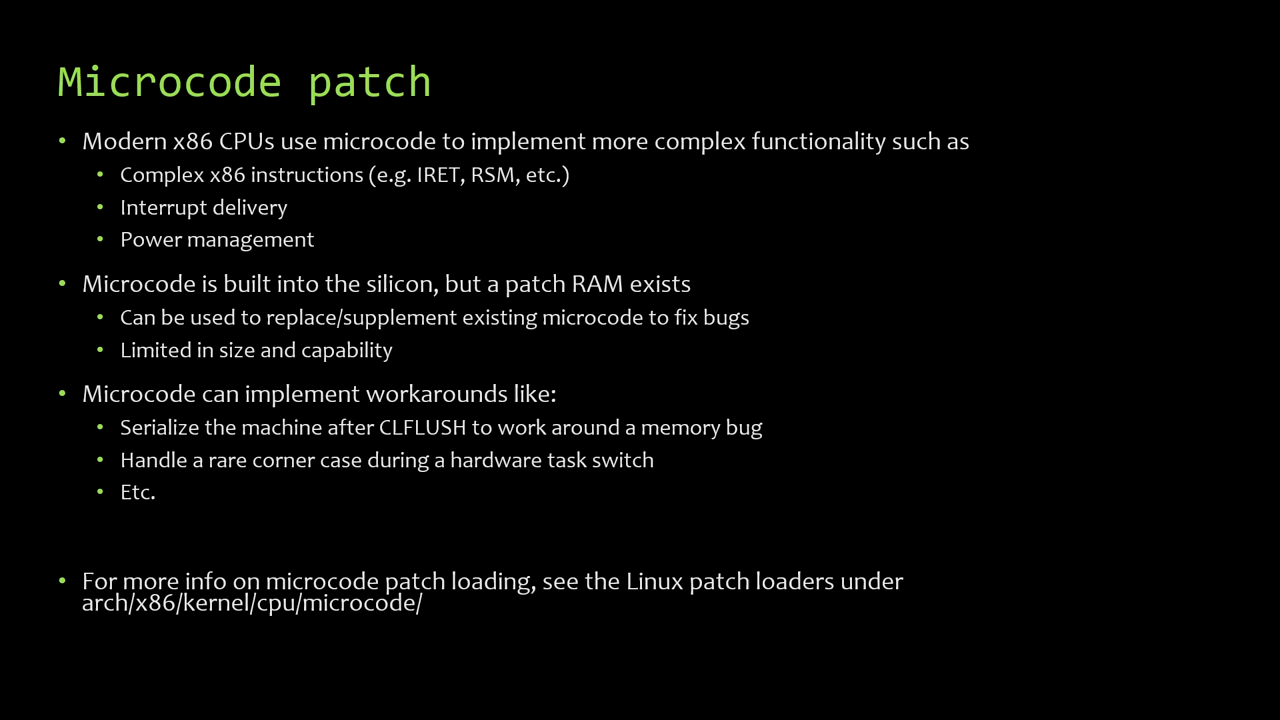 Microcode patch
• Modern x86 CPUs use microcode to implement more complex functionality such as
• Complex x86 instructions (e.g. IRET, RSM, etc.)
• Interrupt delivery
• Power management
• Microcode is built into the silicon, but a patch RAM exists
• Can be used to replace/supplement existing microcode to fix bugs
• Limited in size and capability
• Microcode can implement workarounds like:
• Serialize the machine after CLFLUSH to work around a memory bug
• Handle a rare corner case during a hardware task switch
• Etc.
• For more info on microcode patch loading, see the Linux patch loaders under
arch/x86/kernel/cpu/microcode/